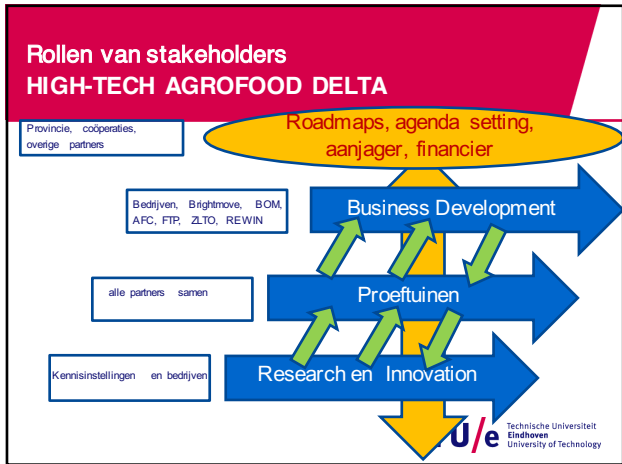 Rollen van stakeholders
HIGH-TECH AGROFOOD DELTA
Provincie, coöperaties,
overige partners
Roadmaps, agenda setting,
aanjager, financier
Bedrijven, Brightmove, BOM,
AFC, FTP, ZLTO, REWIN
Business Development
alle partners samen
Proeftuinen
Kennisinstellingen en bedrijven
Research en Innovation
U/e
Technische Universiteit
Eindhoven
University of Technology